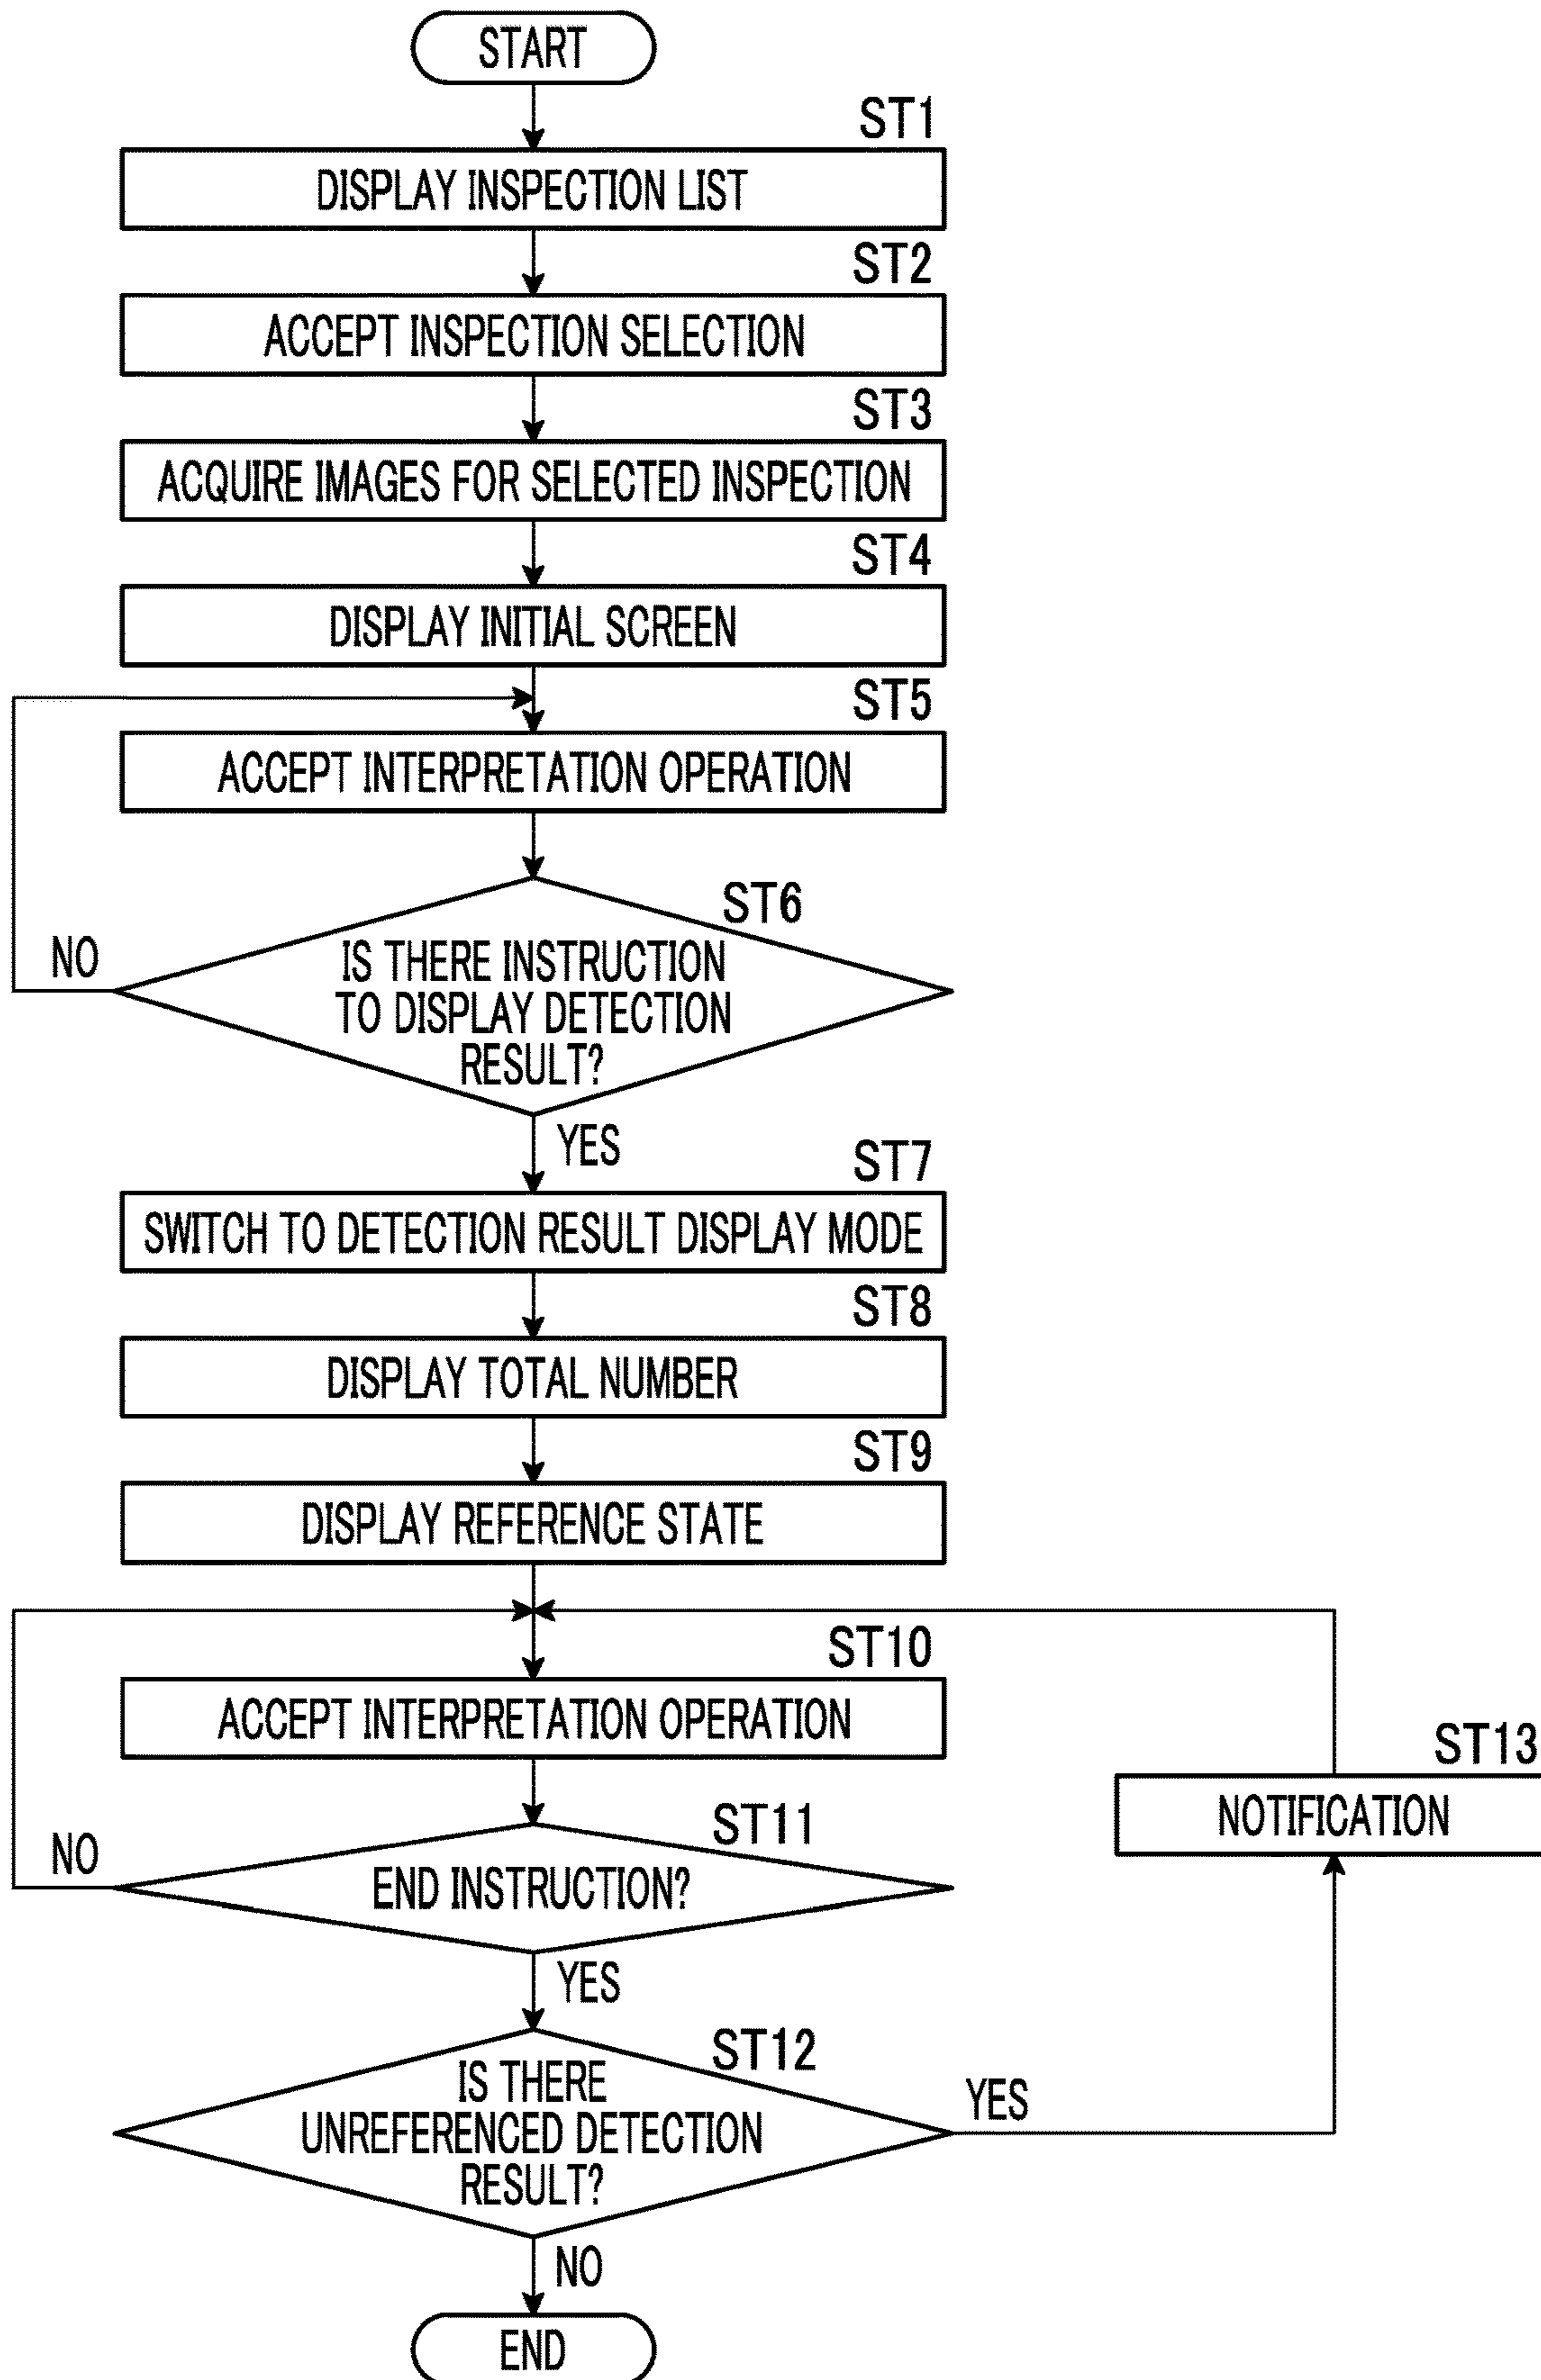 START
ST1
DISPLAY INSPECTION LIST
ST2
ACCEPT INSPECTION SELECTION
ST3
ACQUIRE IMAGES FOR SELECTED INSPECTION
ST4
DISPLAY INITIAL SCREEN
ST5
ACCEPT INTERPRETATION OPERATION
ST6
IS THERE INSTRUCTION
TO DISPLAY DETECTION
RESULT?
NO
YES
ST7
SWITCH TO DETECTION RESULT DISPLAY MODE
ST8
DISPLAY TOTAL NUMBER
ST9
DISPLAY REFERENCE STATE
ST10
ACCEPT INTERPRETATION OPERATION
ST11
END INSTRUCTION?
NO
YES
ST12
IS THERE
UNREFERENCED DETECTION
RESULT?
YES
ST13
NOTIFICATION
NO
END